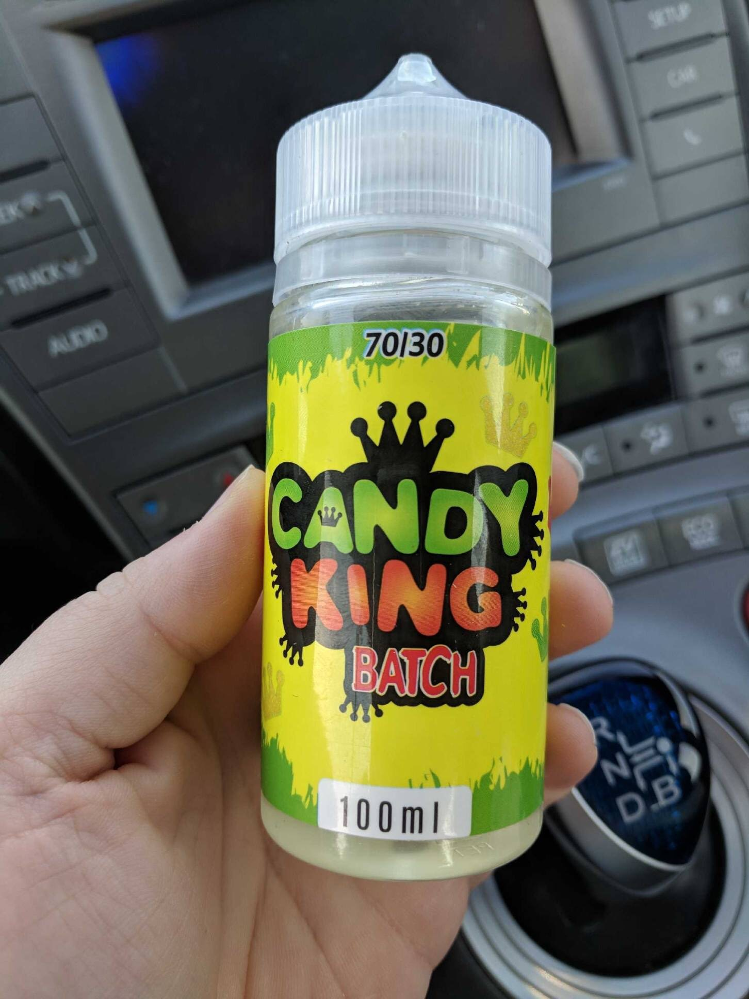 SETUP
CAR
TRACK
AUDIO
70/30
CANDY
KING
BATCH
100ml
A/C
ECO
R
N
D B